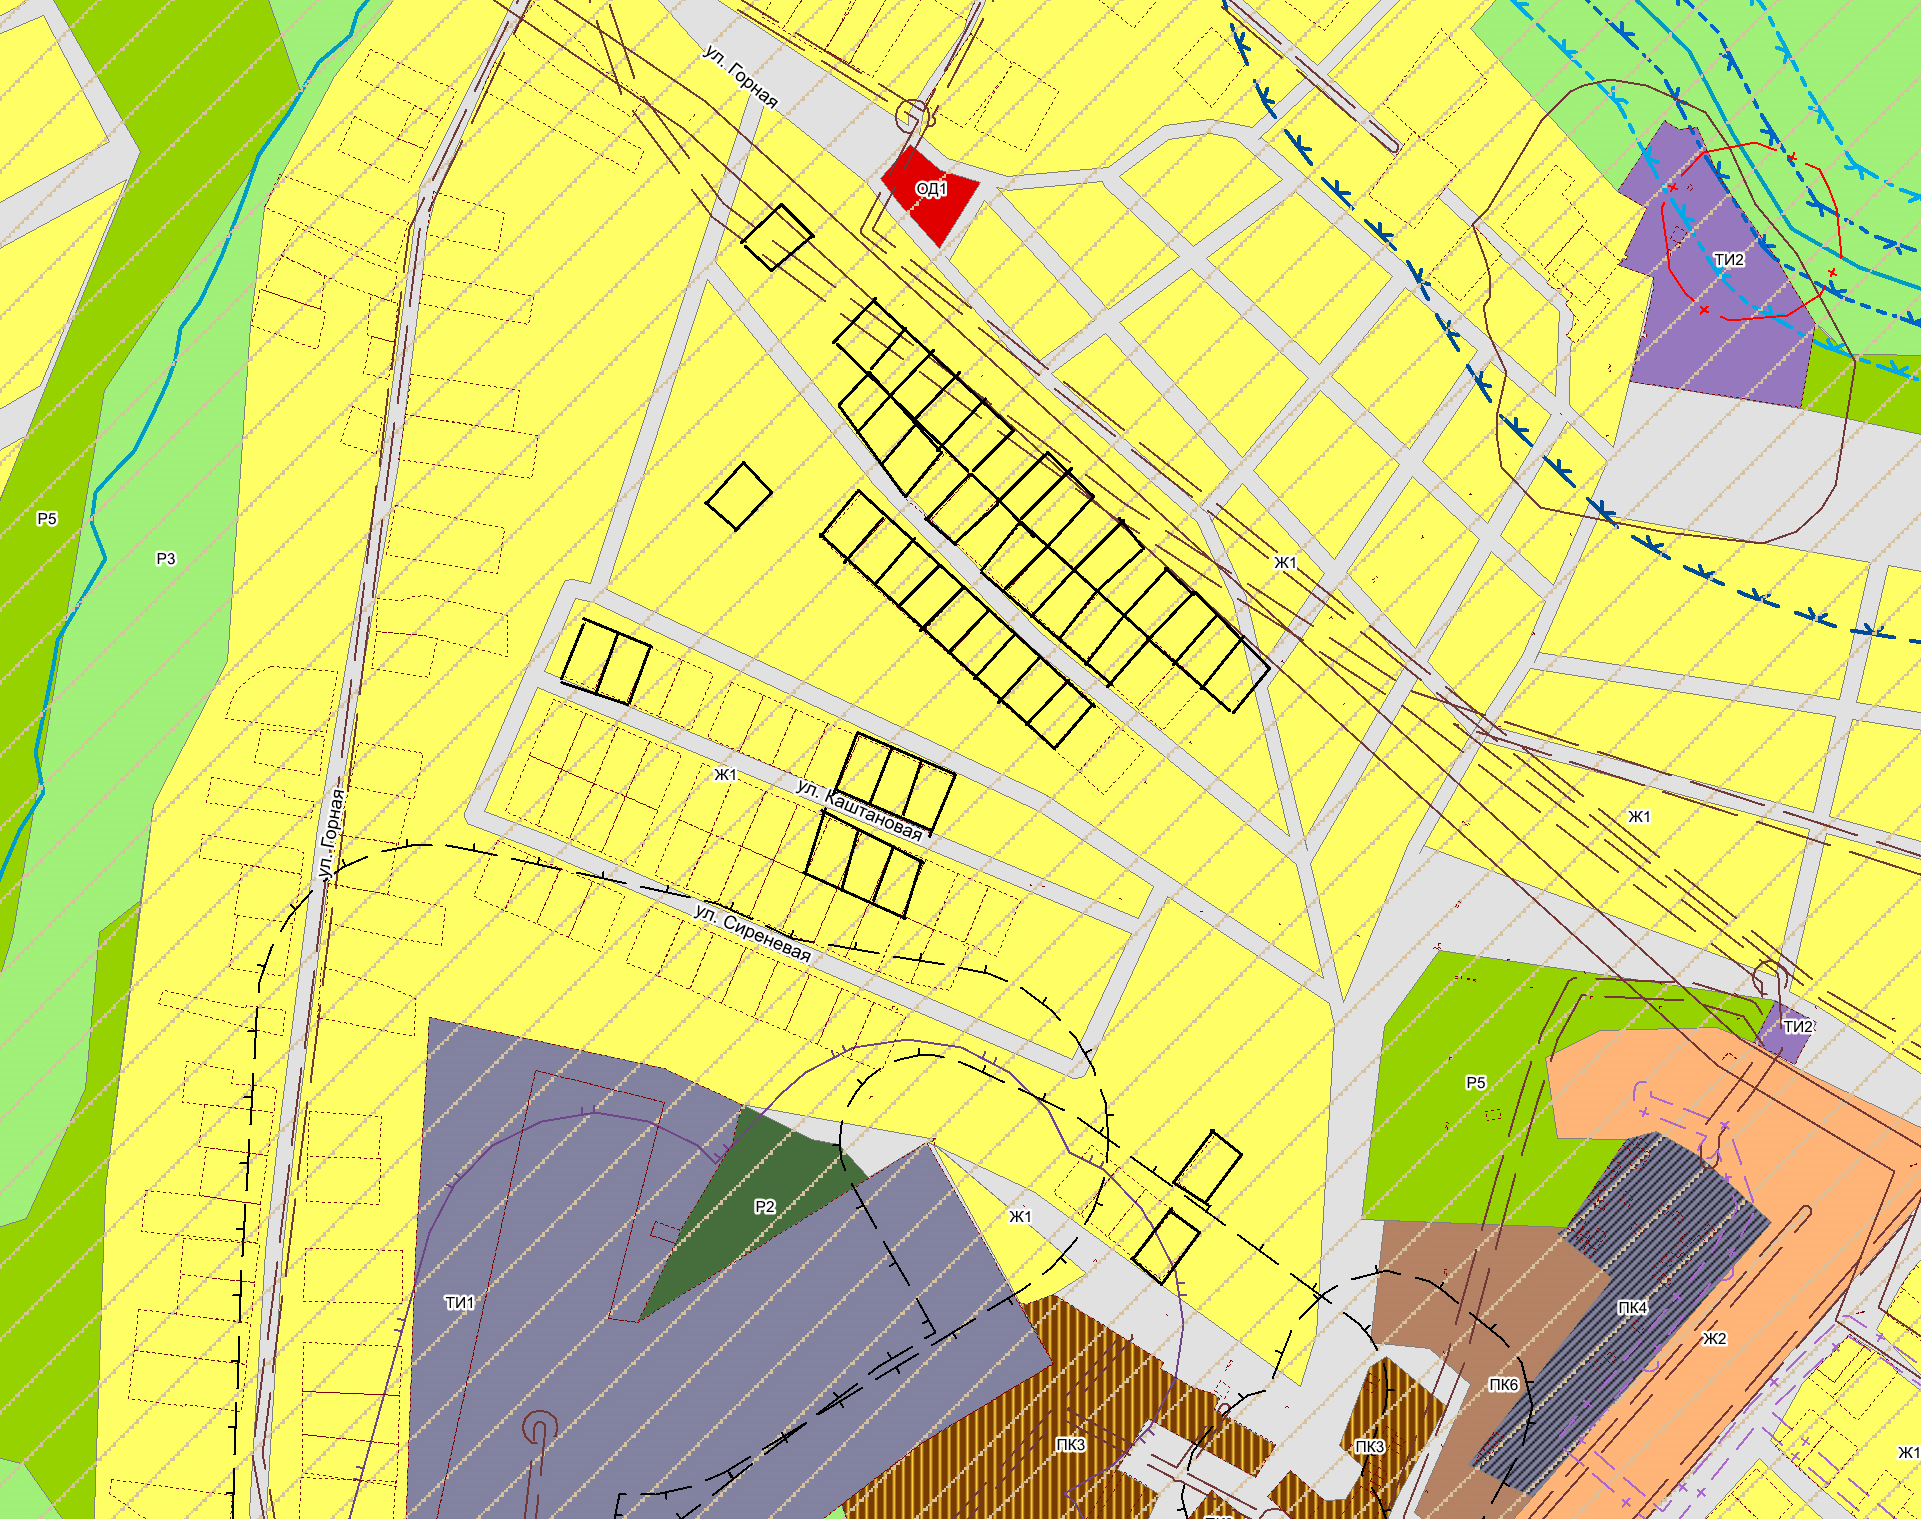 ул. Горная
ОД1
ТИ2
Р5
Р3
Ж1
Ж1
ул. Каштановая
Ж1
ул. Горная
ул. Сиреневая
ТИ2
Р5
Р2
Ж1
ТИ1
ПК4
Ж2
ПК6
ПК3
ПК3
Ж1